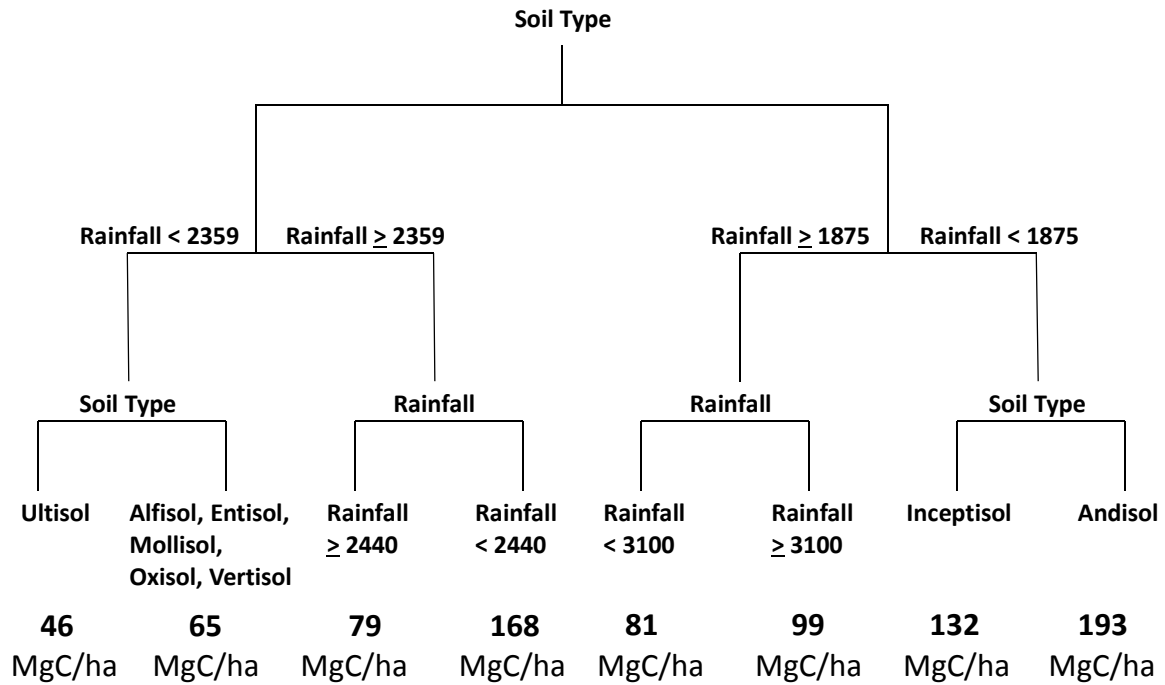 Soil Type
Rainfall < 2359
Rainfall ≥ 2359
Rainfall ≥ 1875
Rainfall < 1875
Soil Type
Rainfall
Rainfall
Soil Type
Ultisol
Alfisol, Entisol,
Mollisol,
Oxisol, Vertisol
Rainfall
≥ 2440
Rainfall
< 2440
Rainfall
< 3100
Rainfall
≥ 3100
Inceptisol
Andisol
46
MgC/ha
65
MgC/ha
79
MgC/ha
168
MgC/ha
81
MgC/ha
99
MgC/ha
132
MgC/ha
193
MgC/ha